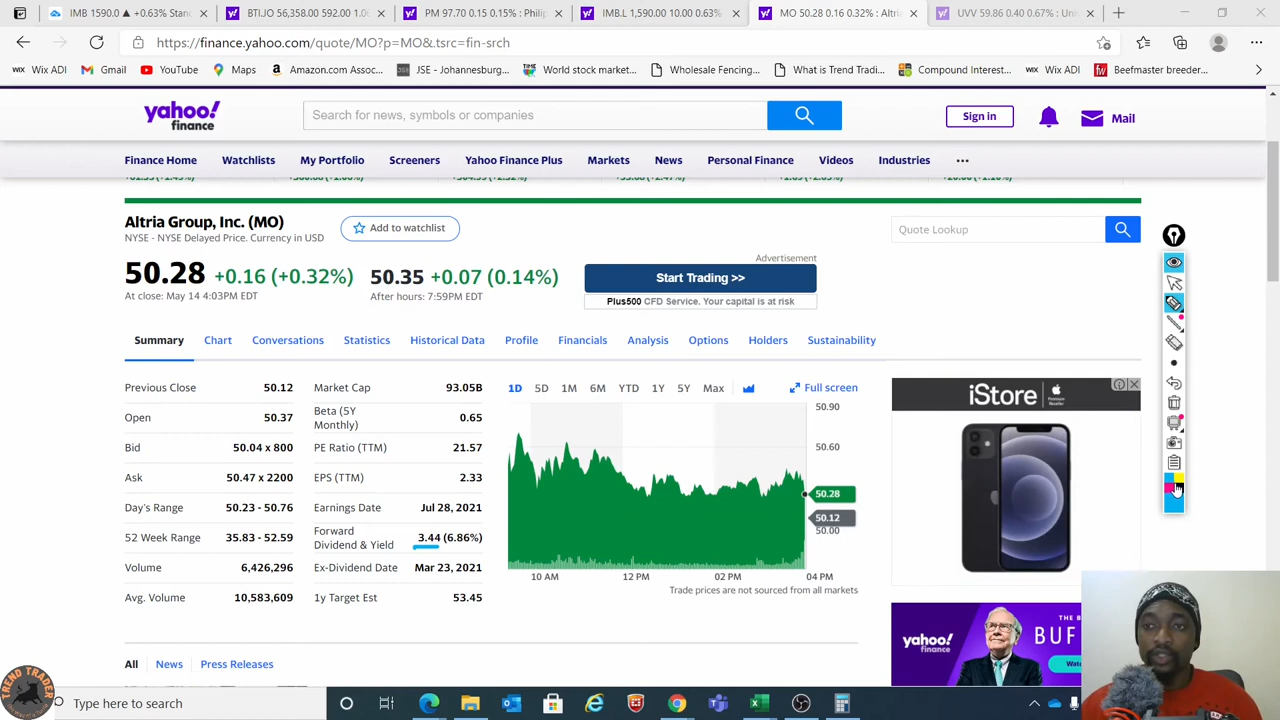 IMB 1590.0 ▲ +0.63% Stanc
BTIJO 56,358.00 592.00 1.06
PM 97.70 0.15 0.15% : Philip
IMB.L 1,590.00 10.00 0.63%
MO 50.28 0.16 0.32% : Altria
UVV 59.86 0.40 0.67% : Univ
https://finance.yahoo.com/quote/MO?p=MO&.tsrc=fin-srch
WIX Wix ADI
Gmail
YouTube
Maps
Amazon.com Assoc...
JSE - Johannesburg...
World stock market...
Wholesale Fencing,...
What is Trend Tradi...
Compound Interest...
WIX Wix ADI
Beefmaster breeder...
yahoo!
finance
Search for news, symbols or companies
Sign in
Mail
Finance Home
Watchlists
My Portfolio
Screeners
Yahoo Finance Plus
Markets
News
Personal Finance
Videos
Industries
Altria Group, Inc. (MO)
NYSE - NYSE Delayed Price. Currency in USD
Add to watchlist
Quote Lookup
50.28 +0.16 (+0.32%)
At close: May 14 4:03PM EDT
50.35 +0.07 (0.14%)
After hours: 7:59PM EDT
Advertisement
Start Trading >>
Plus500 CFD Service. Your capital is at risk
Summary
Chart
Conversations
Statistics
Historical Data
Profile
Financials
Analysis
Options
Holders
Sustainability
Previous Close 50.12
Open 50.37
Bid 50.04 x 800
Ask 50.47 x 2200
Day's Range 50.23 - 50.76
52 Week Range 35.83 - 52.59
Volume 6,426,296
Avg. Volume 10,583,609
Market Cap 93.05B
Beta (5Y
Monthly) 0.65
PE Ratio (TTM) 21.57
EPS (TTM) 2.33
Earnings Date Jul 28, 2021
Forward
Dividend & Yield 3.44 (6.86%)
Ex-Dividend Date Mar 23, 2021
1y Target Est 53.45
1D 5D 1M 6M YTD 1Y 5Y Max
Full screen
50.90
50.60
50.28
50.12
50.00
10 AM 12 PM 02 PM 04 PM
Trade prices are not sourced from all markets
iStore
Premium
Reseller
yahoo!
finance
THE B
BUF
Wat
All
News
Press Releases
TREND TRADER
Type here to search